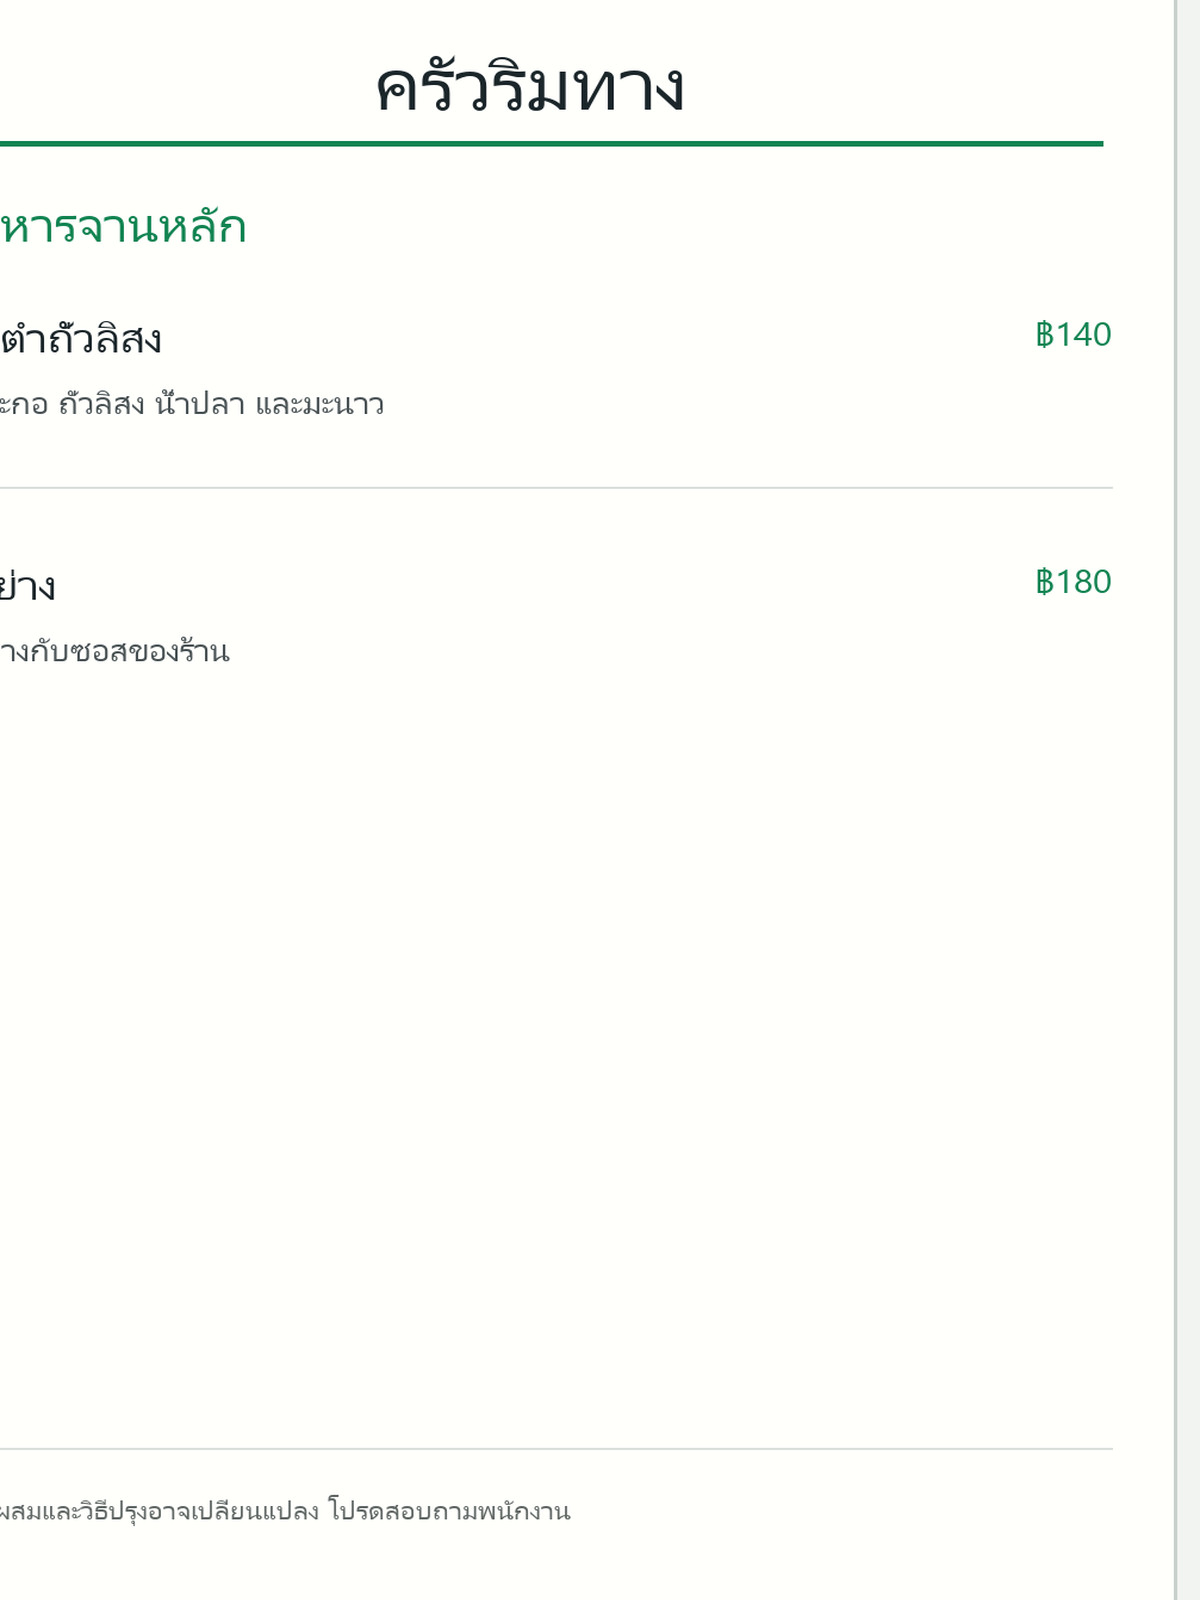 ครัวริมทาง
หารจานหลัก
ตำถั่วลิสง
฿140
ะกอ ถั่วลิสง น้ำปลา และมะนาว
ย่าง
฿180
างกับซอสของร้าน
ผสมและวิธีปรุงอาจเปลี่ยนแปลง โปรดสอบถามพนักงาน